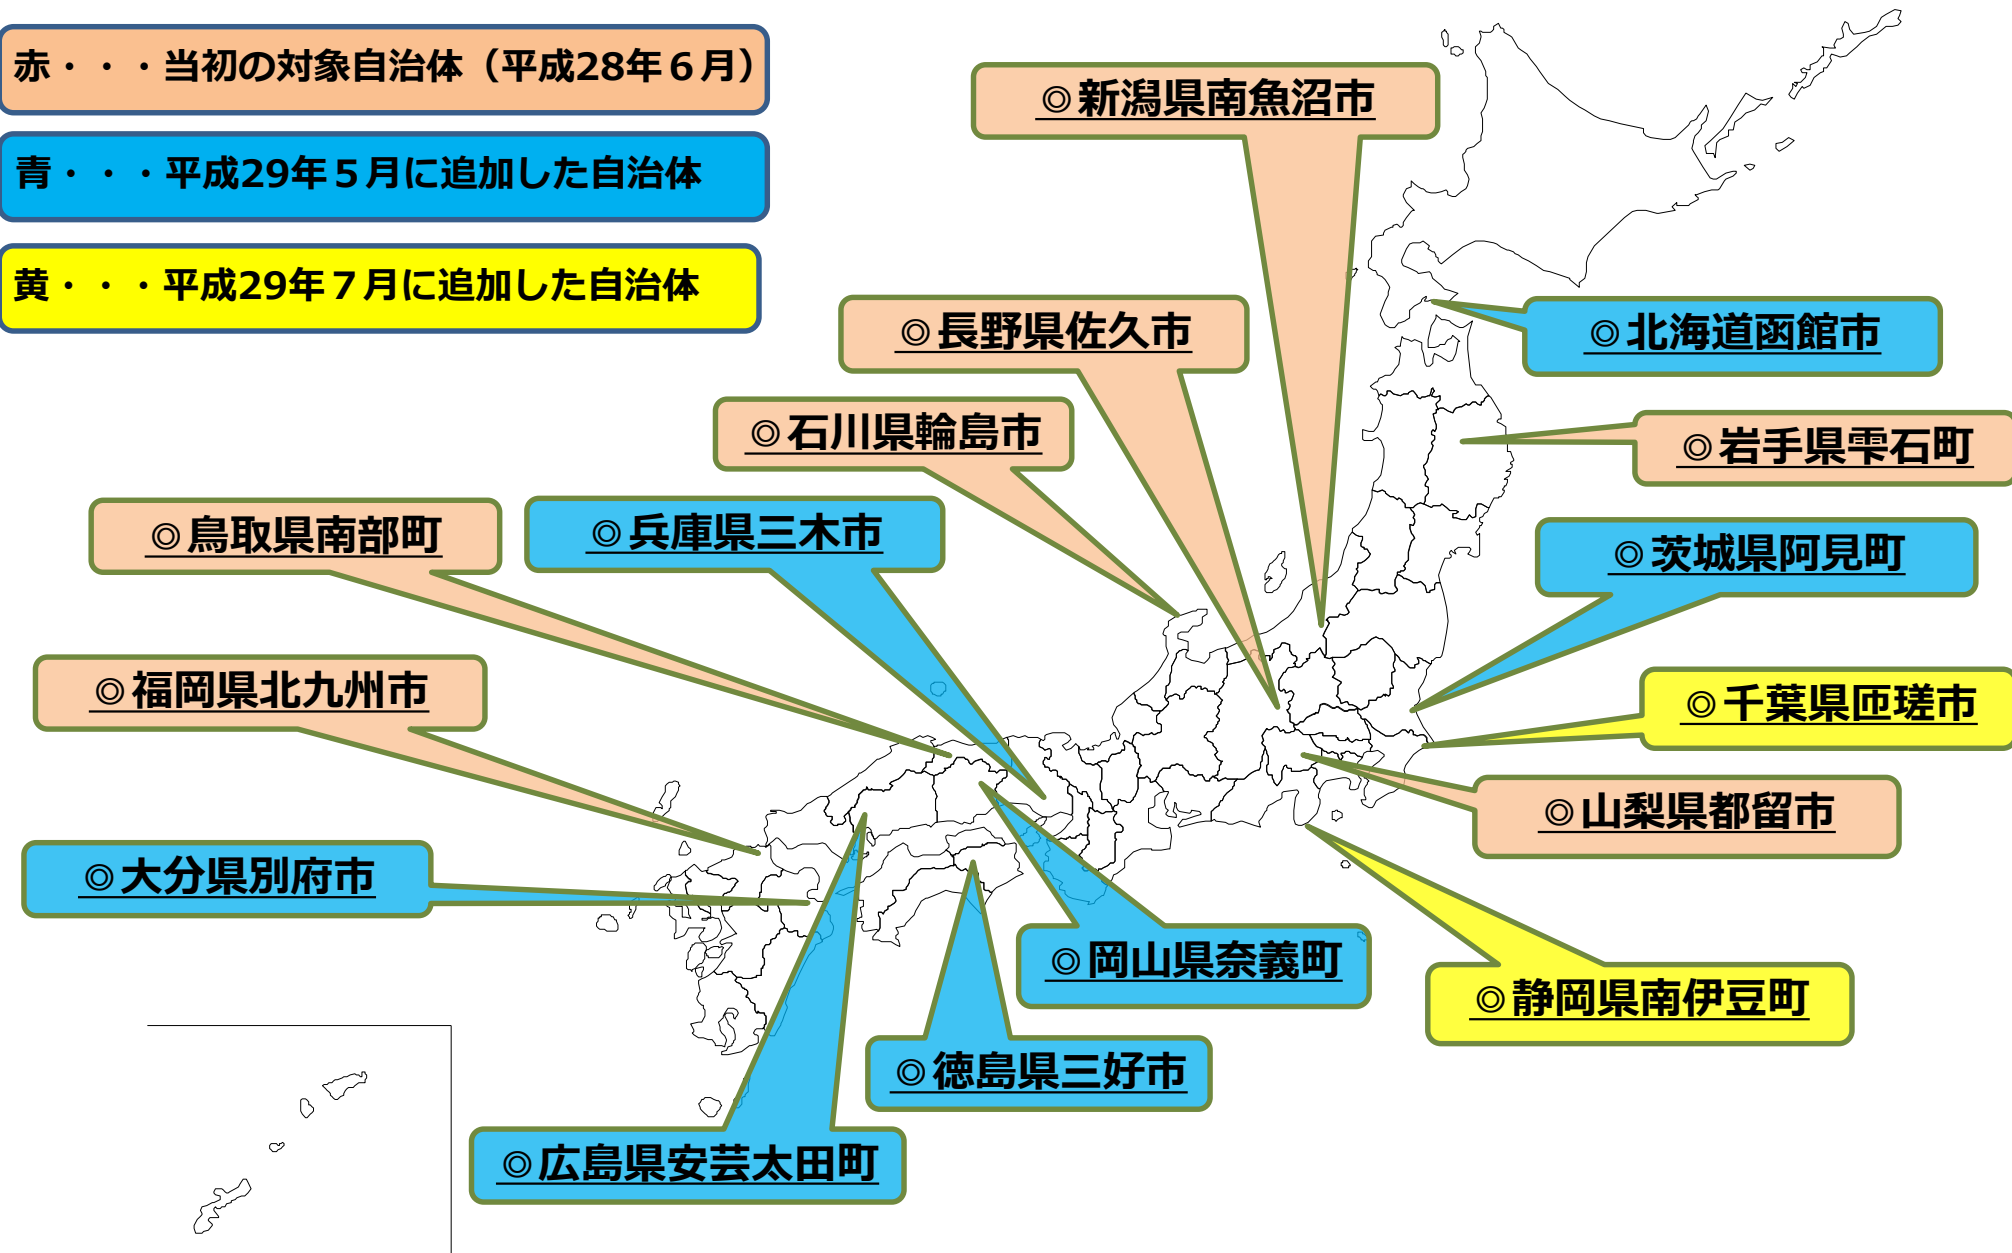 赤・・・当初の対象自治体（平成28年６月）
青・・・平成29年５月に追加した自治体
黄・・・平成29年７月に追加した自治体
◎新潟県南魚沼市
◎長野県佐久市
◎北海道函館市
◎石川県輪島市
◎岩手県雫石町
◎鳥取県南部町
◎兵庫県三木市
◎茨城県阿見町
◎福岡県北九州市
◎千葉県匝瑳市
◎山梨県都留市
◎大分県別府市
◎岡山県奈義町
◎静岡県南伊豆町
◎徳島県三好市
◎広島県安芸太田町